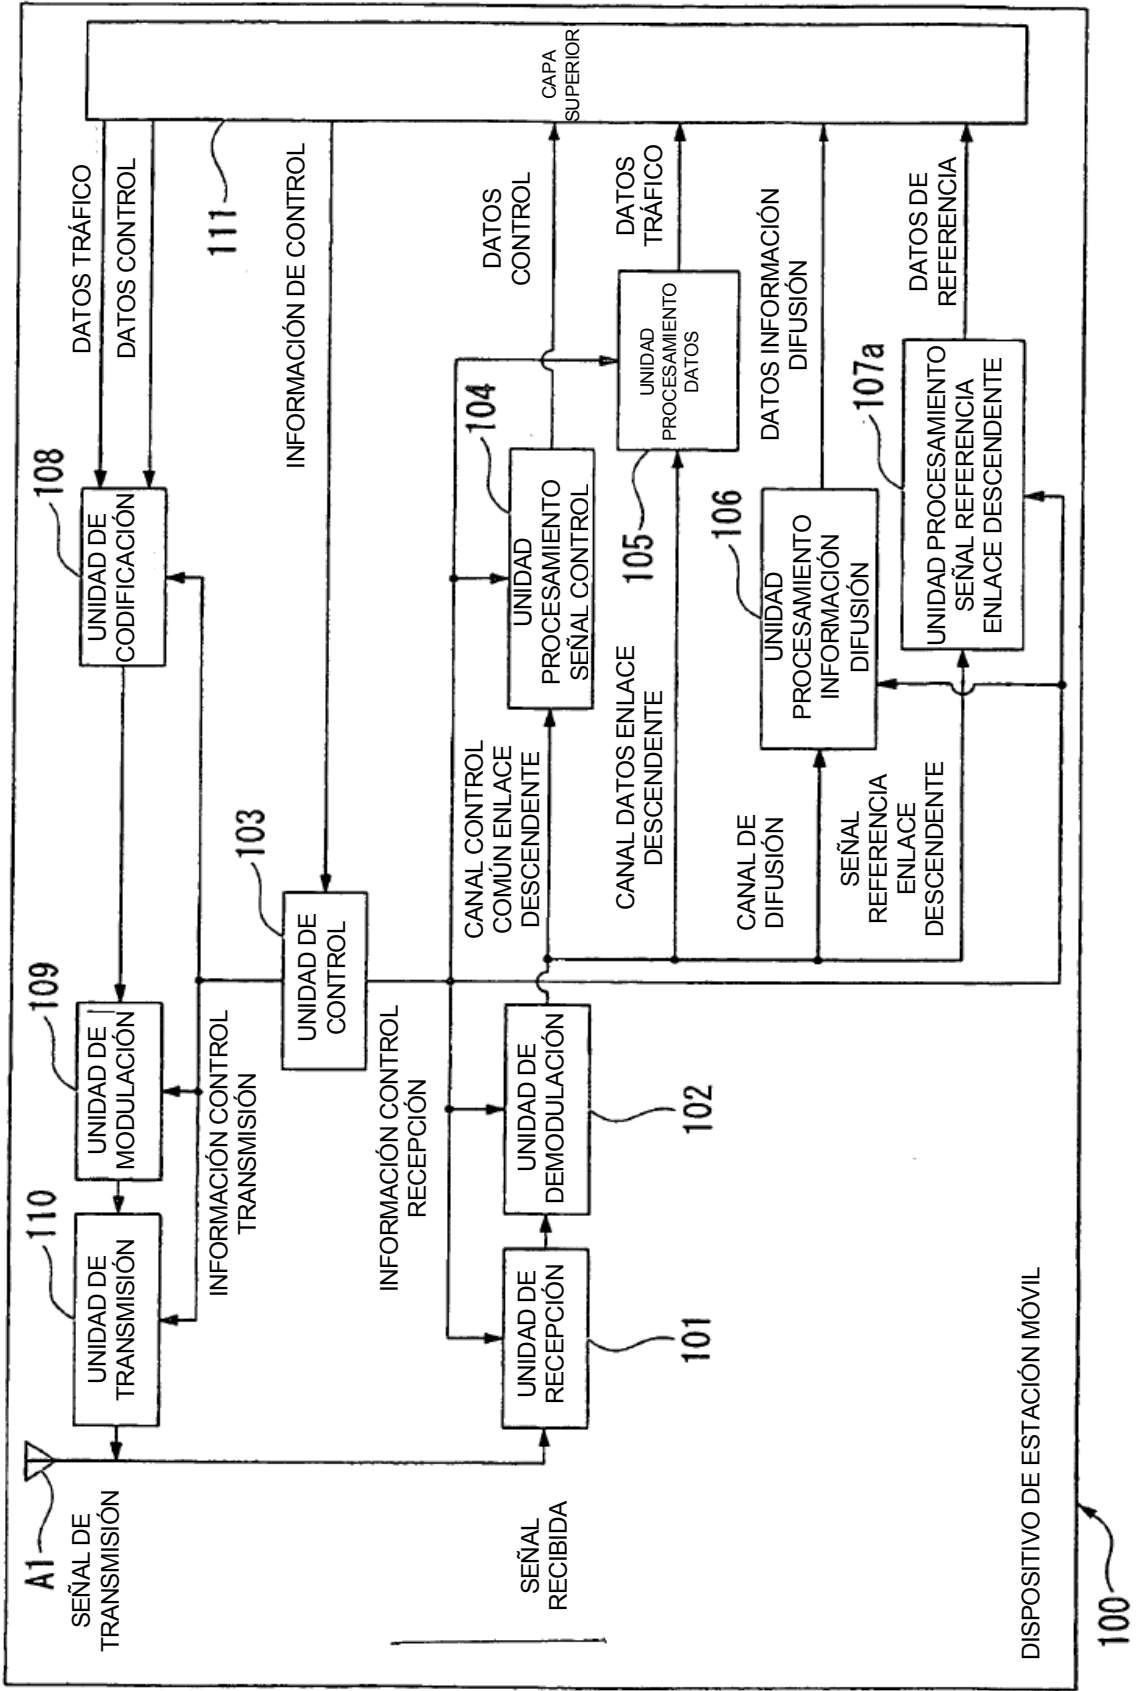 A1
SEÑAL DE
TRANSMISIÓN
110
UNIDAD DE
TRANSMISIÓN
109
UNIDAD DE
MODULACIÓN
108
UNIDAD DE
CODIFICACIÓN
DATOS TRÁFICO
DATOS CONTROL
111
INFORMACIÓN CONTROL
TRANSMISIÓN
103
UNIDAD DE
CONTROL
INFORMACIÓN DE CONTROL
CAPA
SUPERIOR
INFORMACIÓN CONTROL
RECEPCIÓN
SEÑAL
RECIBIDA
UNIDAD DE
RECEPCIÓN
101
UNIDAD DE
DEMODULACIÓN
102
CANAL CONTROL
COMÚN ENLACE
DESCENDENTE
104
UNIDAD
PROCESAMIENTO
SEÑAL CONTROL
DATOS
CONTROL
CANAL DATOS ENLACE
DESCENDENTE
105
UNIDAD
PROCESAMIENTO
DATOS
DATOS
TRÁFICO
CANAL DE
DIFUSIÓN
106
UNIDAD
PROCESAMIENTO
INFORMACIÓN
DIFUSIÓN
DATOS INFORMACIÓN
DIFUSIÓN
SEÑAL
REFERENCIA
ENLACE
DESCENDENTE
107a
UNIDAD PROCESAMIENTO
SEÑAL REFERENCIA
ENLACE DESCENDENTE
DATOS DE
REFERENCIA
DISPOSITIVO DE ESTACIÓN MÓVIL
100